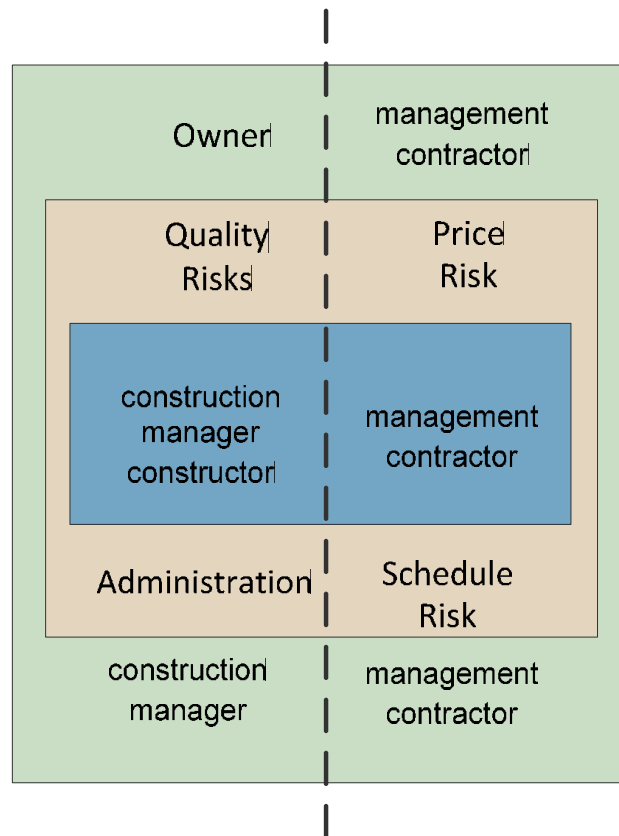 Owner
management
contractor
Quality
Risks
Price
Risk
construction
manager
constructor
management
contractor
Administration
Schedule
Risk
construction
manager
management
contractor